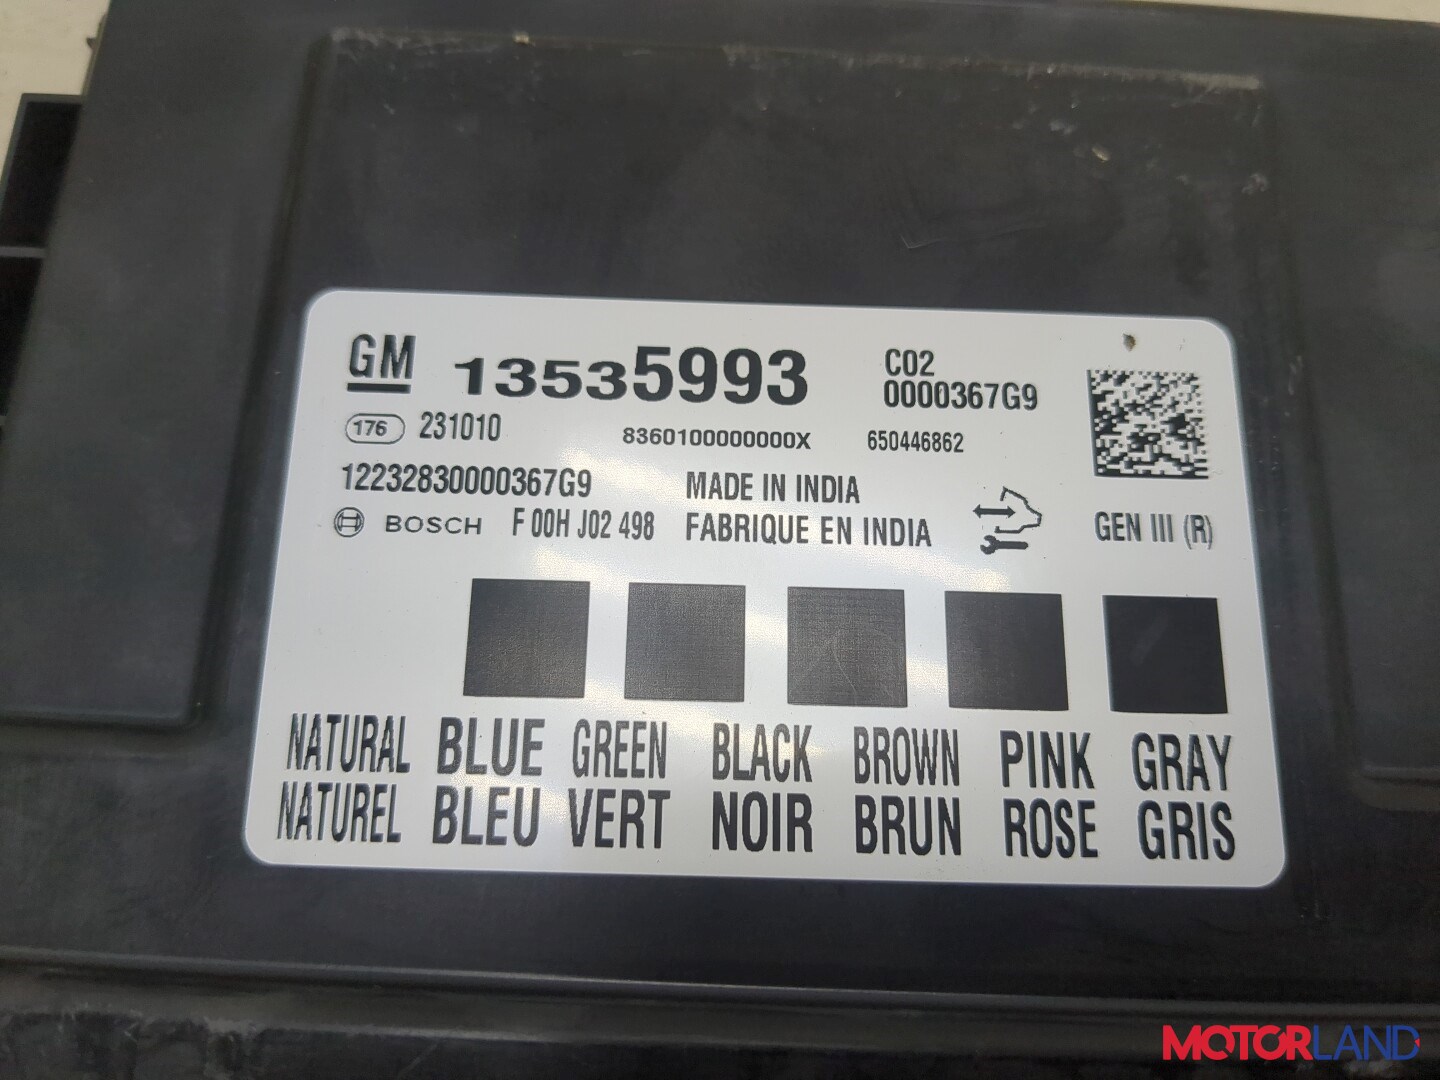 GM 13535993 C02
0000367G9
176 231010 8360100000000X 650446862
12232830000367G9 MADE IN INDIA
BOSCH F 00H J02 498 FABRIQUE EN INDIA GEN III (R)
NATURAL BLUE GREEN BLACK BROWN PINK GRAY
NATUREL BLEU VERT NOIR BRUN ROSE GRIS
MOTORLAND